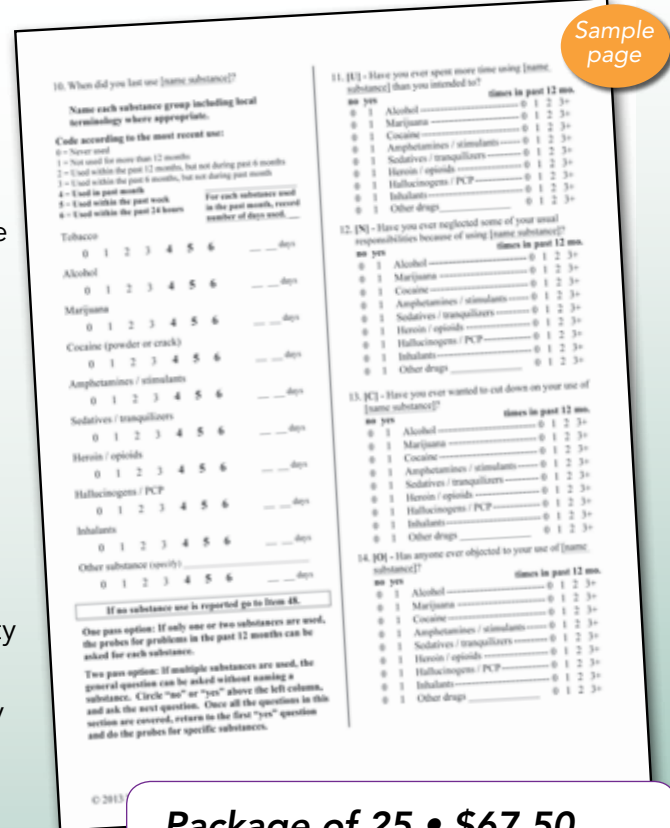 Sample
page
10. When did you last use [name substance]?
Name each substance group including local
terminology where appropriate.
Code according to the most recent use:
0 = Never used
1 = Not used for more than 12 months
2 = Used within the past 12 months, but not during past 6 months
3 = Used within the past 6 months, but not during past month
4 = Used in past month
5 = Used within the past week
6 = Used within the past 24 hours
For each substance used
in the past month, record
number of days used. __
Tobacco
0 1 2 3 4 5 6 __ __ days
Alcohol
0 1 2 3 4 5 6 __ __ days
Marijuana
0 1 2 3 4 5 6 __ __ days
Cocaine (powder or crack)
0 1 2 3 4 5 6 __ __ days
Amphetamines / stimulants
0 1 2 3 4 5 6 __ __ days
Sedatives / tranquilizers
0 1 2 3 4 5 6 __ __ days
Heroin / opioids
0 1 2 3 4 5 6 __ __ days
Hallucinogens / PCP
0 1 2 3 4 5 6 __ __ days
Inhalants
0 1 2 3 4 5 6 __ __ days
Other substance (specify) ____________
0 1 2 3 4 5 6 __ __ days
If no substance use is reported go to Item 48.
One pass option: If only one or two substances are used,
the probes for problems in the past 12 months can be
asked for each substance.
Two pass option: If multiple substances are used, the
general question can be asked without naming a
substance. Circle "no" or "yes" above the left column,
and ask the next question. Once all the questions in this
section are covered, return to the first "yes" question
and do the probes for specific substances.
© 2013
11. [U] - Have you ever spent more time using [name
substance] than you intended to?
no yes times in past 12 mo.
0 1 Alcohol 0 1 2 3+
0 1 Marijuana 0 1 2 3+
0 1 Cocaine 0 1 2 3+
0 1 Amphetamines / stimulants 0 1 2 3+
0 1 Sedatives / tranquilizers 0 1 2 3+
0 1 Heroin / opioids 0 1 2 3+
0 1 Hallucinogens / PCP 0 1 2 3+
0 1 Inhalants 0 1 2 3+
0 1 Other drugs 0 1 2 3+
12. [N] - Have you ever neglected some of your usual
responsibilities because of using [name substance]?
no yes times in past 12 mo.
0 1 Alcohol 0 1 2 3+
0 1 Marijuana 0 1 2 3+
0 1 Cocaine 0 1 2 3+
0 1 Amphetamines / stimulants 0 1 2 3+
0 1 Sedatives / tranquilizers 0 1 2 3+
0 1 Heroin / opioids 0 1 2 3+
0 1 Hallucinogens / PCP 0 1 2 3+
0 1 Inhalants 0 1 2 3+
0 1 Other drugs 0 1 2 3+
13. [C] - Have you ever wanted to cut down on your use of
[name substance]?
no yes times in past 12 mo.
0 1 Alcohol 0 1 2 3+
0 1 Marijuana 0 1 2 3+
0 1 Cocaine 0 1 2 3+
0 1 Amphetamines / stimulants 0 1 2 3+
0 1 Sedatives / tranquilizers 0 1 2 3+
0 1 Heroin / opioids 0 1 2 3+
0 1 Hallucinogens / PCP 0 1 2 3+
0 1 Inhalants 0 1 2 3+
0 1 Other drugs 0 1 2 3+
14. [O] - Has anyone ever objected to your use of [name
substance]?
no yes times in past 12 mo.
0 1 Alcohol 0 1 2 3+
0 1 Marijuana 0 1 2 3+
0 1 Cocaine 0 1 2 3+
0 1 Amphetamines / stimulants 0 1 2 3+
0 1 Sedatives / tranquilizers 0 1 2 3+
0 1 Heroin / opioids 0 1 2 3+
0 1 Hallucinogens / PCP 0 1 2 3+
0 1 Inhalants 0 1 2 3+
0 1 Other drugs 0 1 2 3+
Package of 25 • $67.50